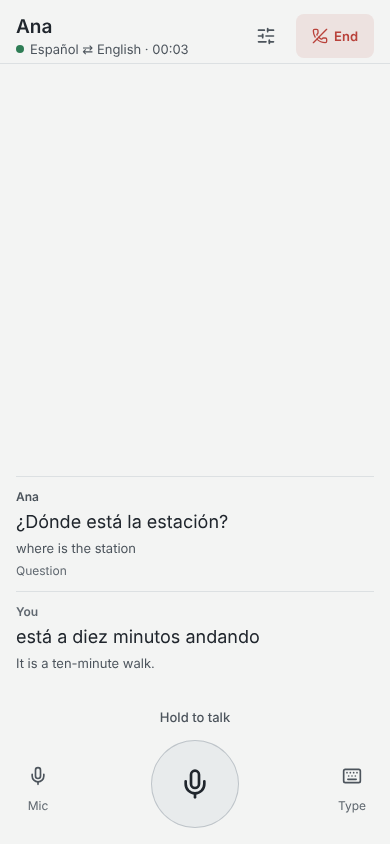 Ana
Español ⇄ English · 00:03
End
Ana
¿Dónde está la estación?
where is the station
Question
You
está a diez minutos andando
It is a ten-minute walk.
Hold to talk
Mic
Type